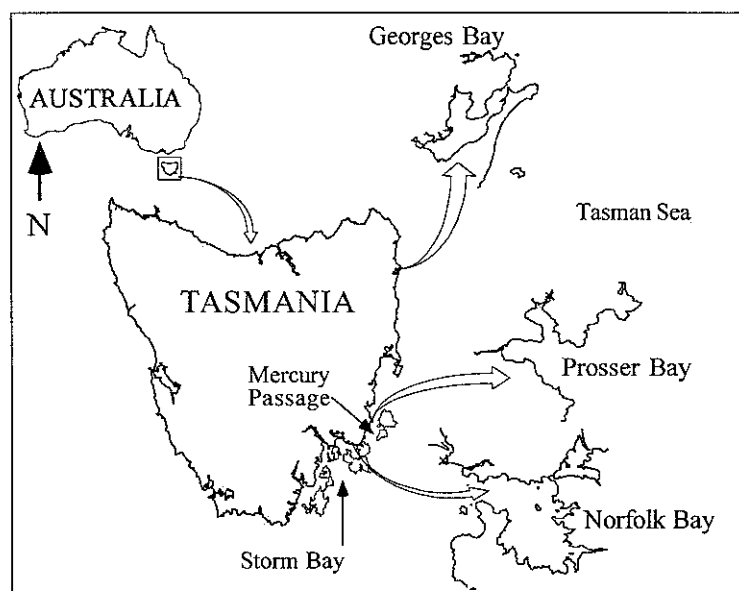 Georges Bay
AUSTRALIA
N
Tasman Sea
TASMANIA
Prosser Bay
Mercury
Passage
Norfolk Bay
Storm Bay